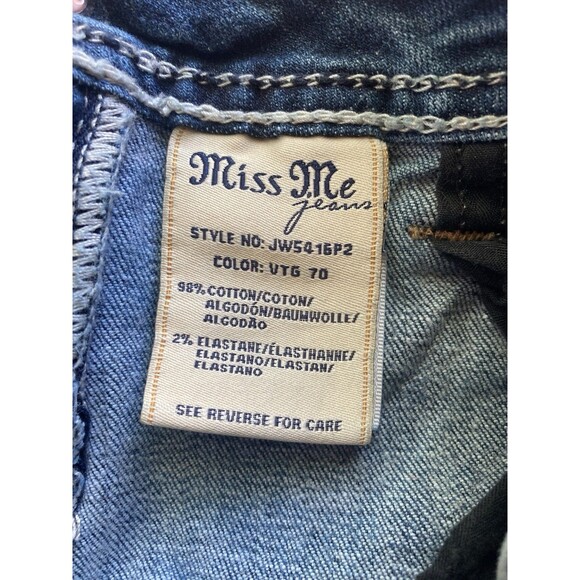 Miss Me
jeans
STYLE NO: JW5416P2
COLOR: VTG 70
98% COTTON/COTON/
ALGODÓN/BAUMWOLLE/
ALGODÃO
2% ELASTANE/ÉLASTHANNE/
ELASTANO/ELASTAN/
ELASTANO
SEE REVERSE FOR CARE